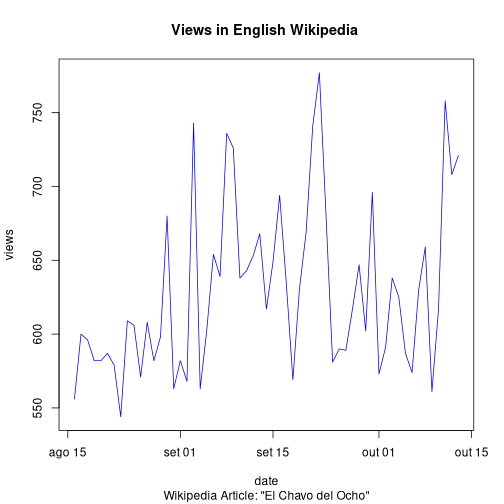 Views in English Wikipedia
views
750
700
650
600
550
ago 15
set 01
set 15
out 01
out 15
date
Wikipedia Article: "El Chavo del Ocho"